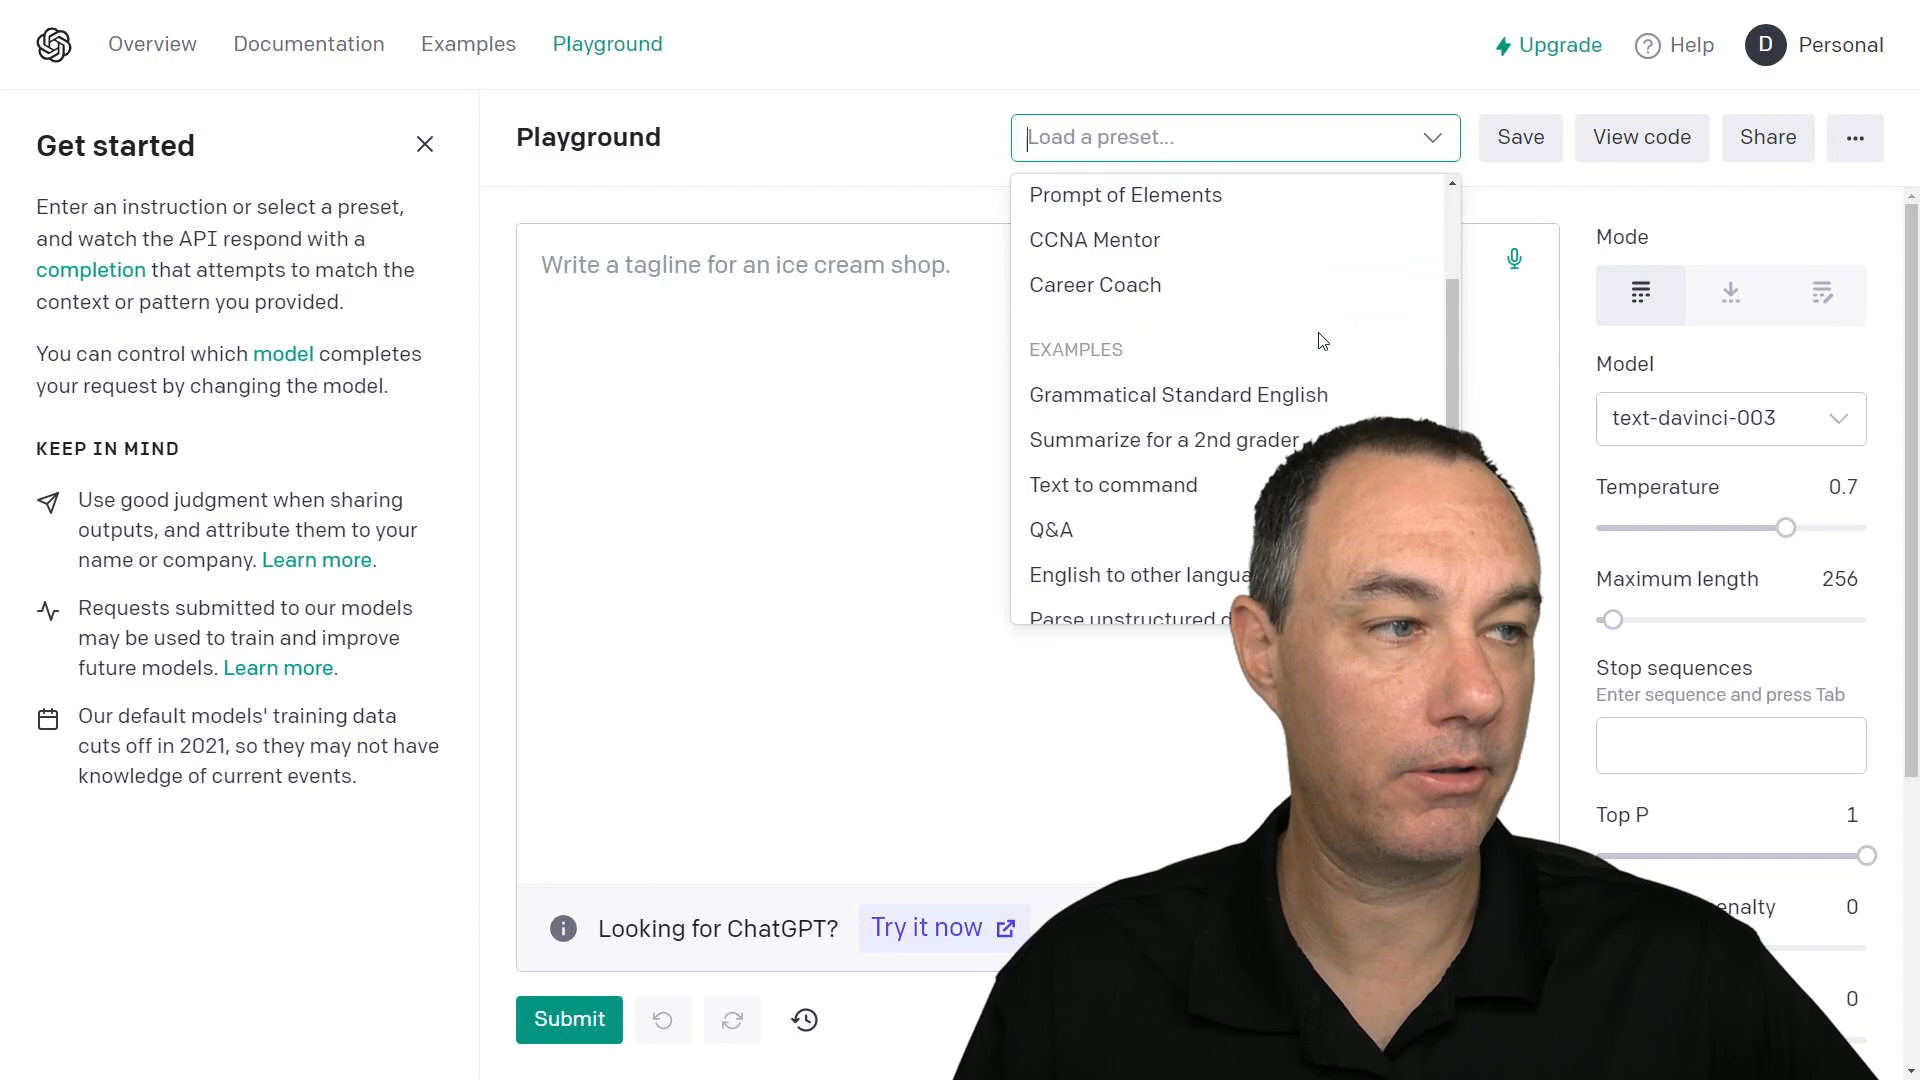 Overview
Documentation
Examples
Playground
Upgrade
Help
D
Personal
Get started
Enter an instruction or select a preset,
and watch the API respond with a
completion that attempts to match the
context or pattern you provided.
You can control which model completes
your request by changing the model.
KEEP IN MIND
Use good judgment when sharing
outputs, and attribute them to your
name or company. Learn more.
Requests submitted to our models
may be used to train and improve
future models. Learn more.
Our default models' training data
cuts off in 2021, so they may not have
knowledge of current events.
Playground
Load a preset...
Save
View code
Share
...
Write a tagline for an ice cream shop.
Prompt of Elements
CCNA Mentor
Career Coach
EXAMPLES
Grammatical Standard English
Summarize for a 2nd grader
Text to command
Q&A
English to other langua
Parse unstructured d
Looking for ChatGPT?
Try it now
Submit
Mode
Model
text-davinci-003
Temperature
0.7
Maximum length
256
Stop sequences
Enter sequence and press Tab
Top P
1
enalty
0
0